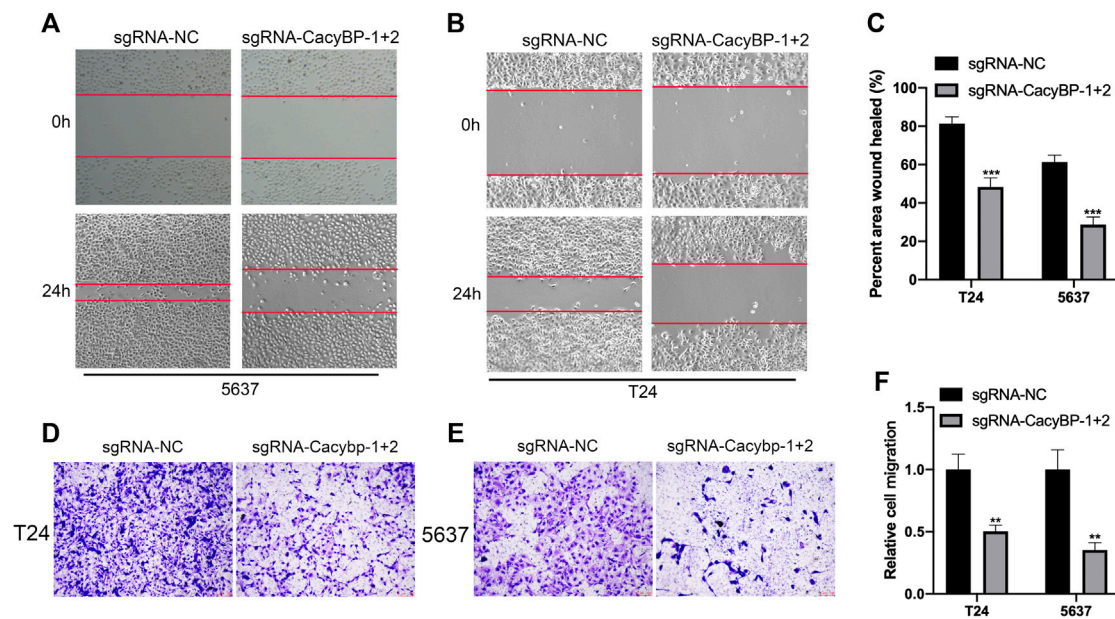 A
sgRNA-NC sgRNA-CacyBP-1+2
0h
24h
5637
B
sgRNA-NC sgRNA-CacyBP-1+2
0h
24h
T24
C
sgRNA-NC
sgRNA-CacyBP-1+2
Percent area wound healed (%)
100
80
60
40
20
0
***
***
T24 5637
D
sgRNA-NC sgRNA-Cacybp-1+2
T24
E
sgRNA-NC sgRNA-Cacybp-1+2
5637
F
sgRNA-NC
sgRNA-CacyBP-1+2
Relative cell migration
1.5
1.0
0.5
0.0
**
**
T24 5637